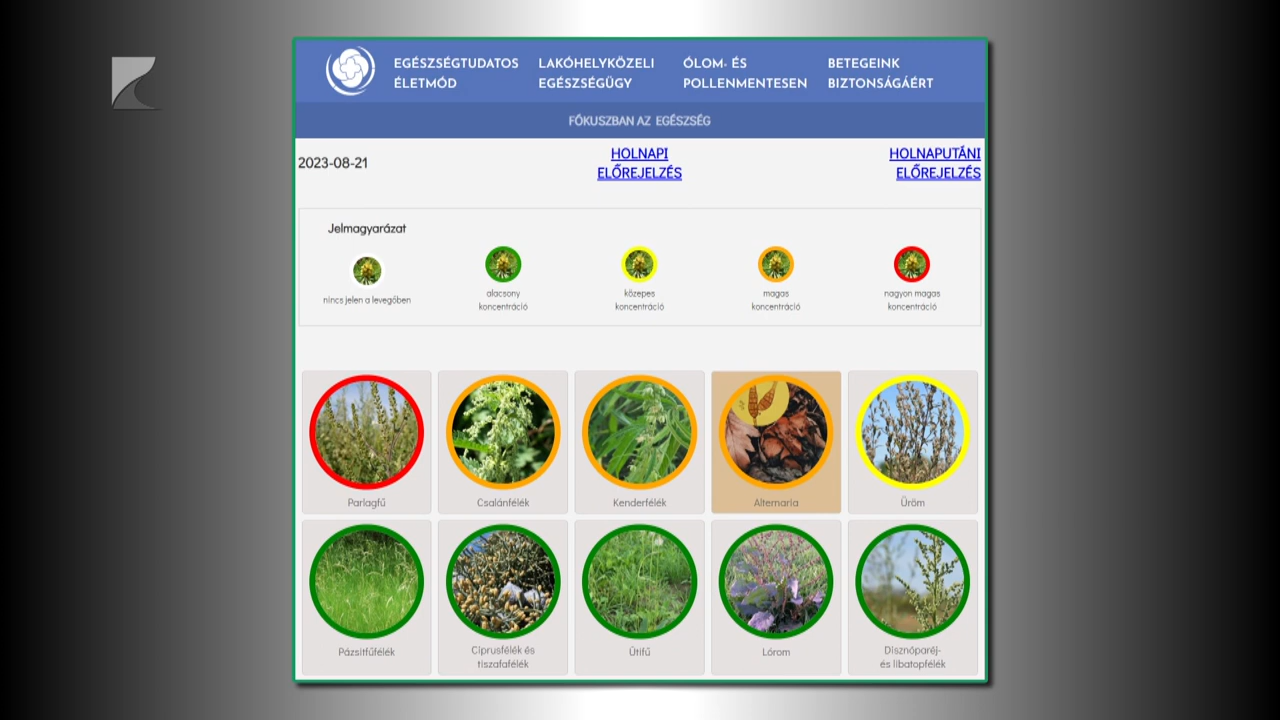 EGÉSZSÉGTUDATOS
ÉLETMÓD
LAKÓHELYKÖZELI
EGÉSZSÉGÜGY
ÓLOM- ÉS
POLLENMENTESEN
BETEGEINK
BIZTONSÁGÁÉRT
FÓKUSZBAN AZ EGÉSZSÉG
2023-08-21
HOLNAPI
ELŐREJELZÉS
HOLNAPUTÁNI
ELŐREJELZÉS
Jelmagyarázat
nincs jelen a levegőben
alacsony
koncentráció
közepes
koncentráció
magas
koncentráció
nagyon magas
koncentráció
Parlagfű
Csalánfélék
Kenderfélék
Alternaria
Üröm
Pázsitfűfélék
Ciprusfélék és
tiszafafélék
Útifű
Lórom
Disznóparéj-
és libatopfélék